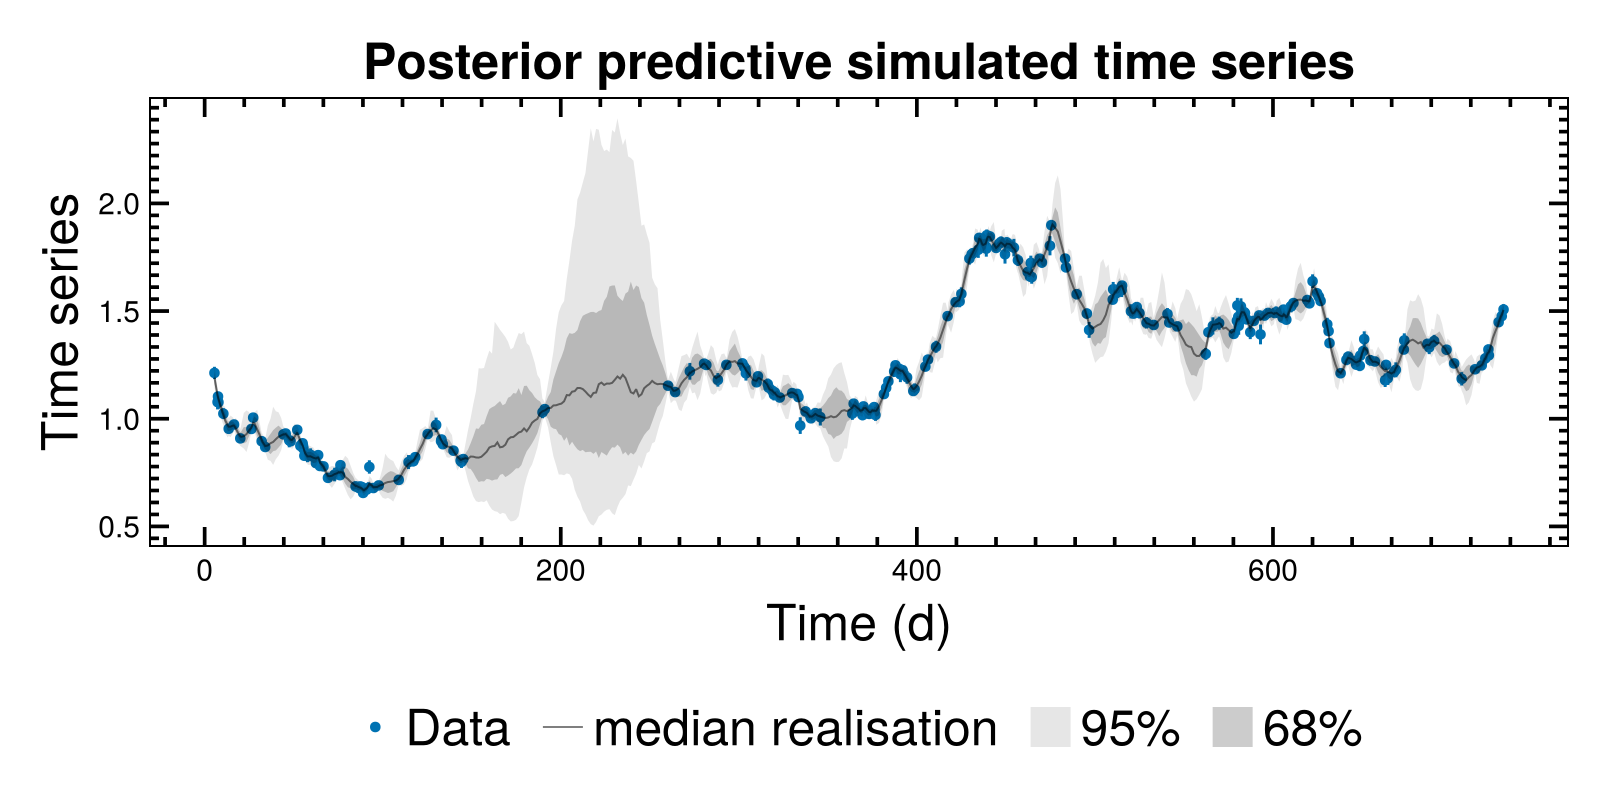 Posterior predictive simulated time series
Time series
2.0
1.5
1.0
0.5
0 200 400 600
Time (d)
Data median realisation 95% 68%